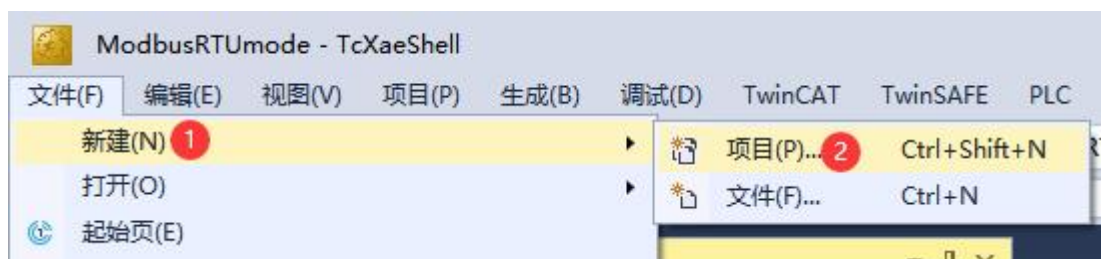 ModbusRTUmode - TcXaeShell
文件(F) 编辑(E) 视图(V) 项目(P) 生成(B) 调试(D) TwinCAT TwinSAFE PLC
新建(N) 1
项目(P)... 2 Ctrl+Shift+N
打开(O)
文件(F)... Ctrl+N
起始页(E)